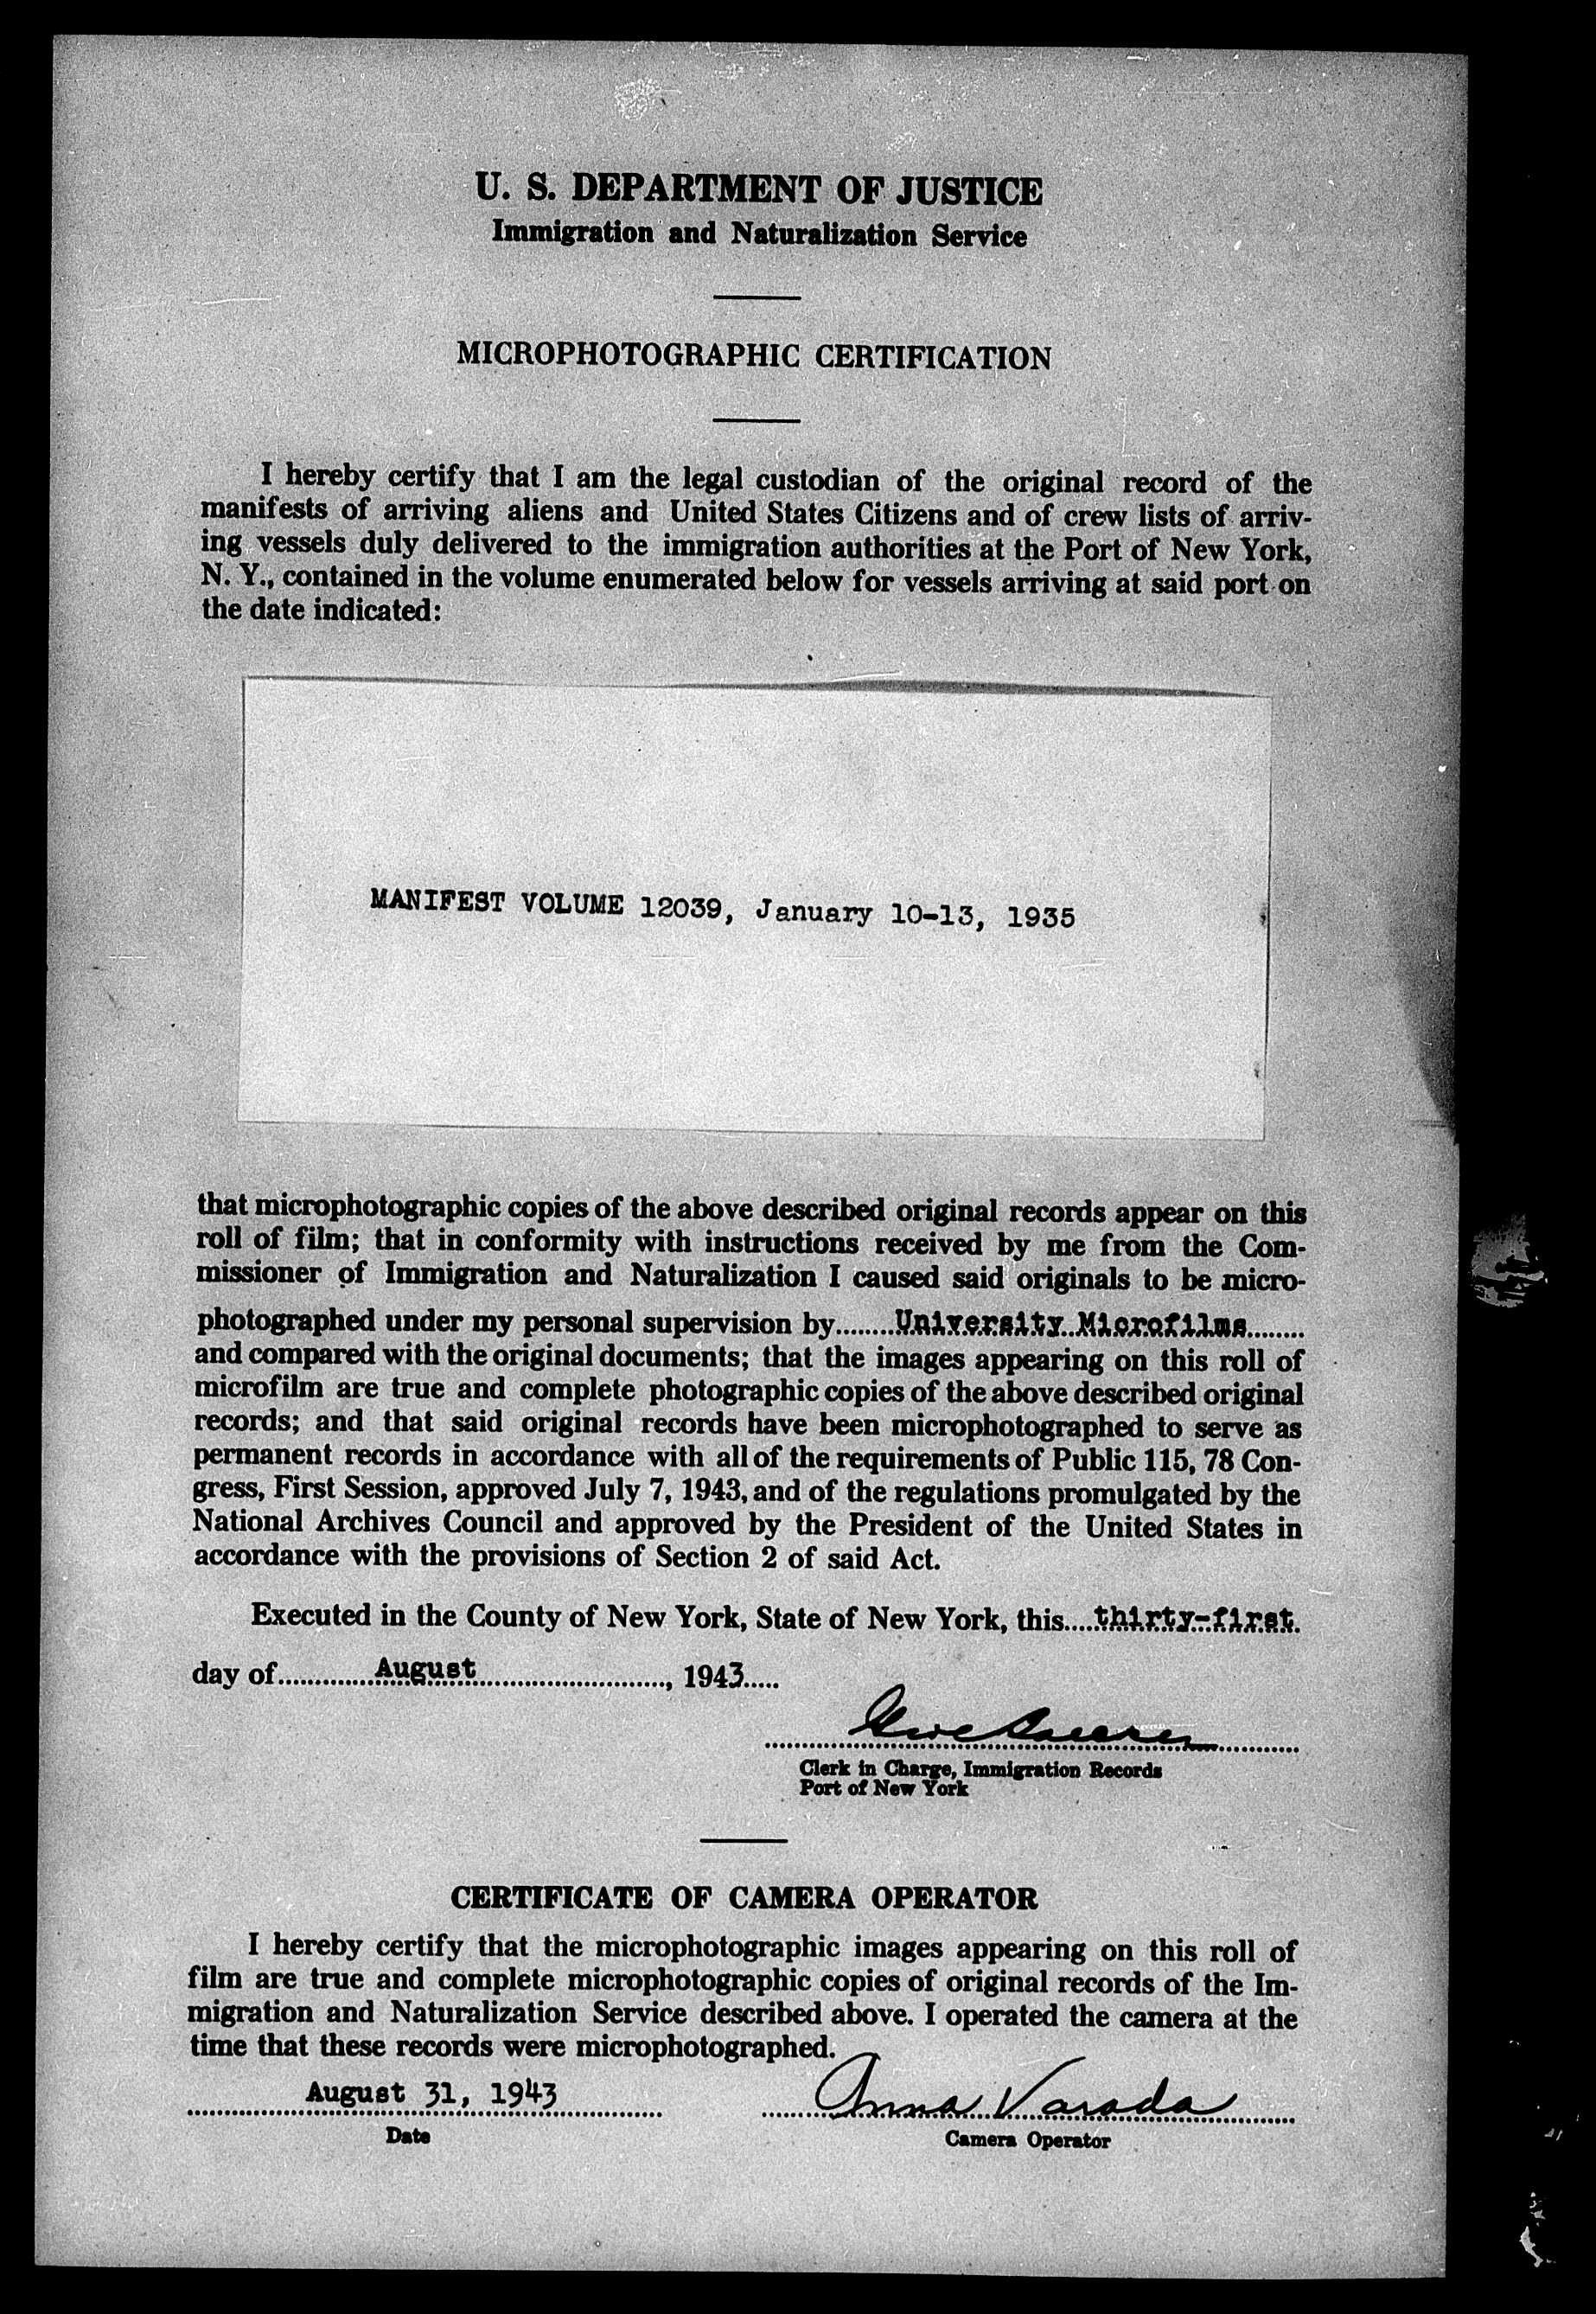 U. S. DEPARTMENT OF JUSTICE
Immigration and Naturalization Service
MICROPHOTOGRAPHIC CERTIFICATION
I hereby certify that I am the legal custodian of the original record of the
manifests of arriving aliens and United States Citizens and of crew lists of arriv-
ing vessels duly delivered to the immigration authorities at the Port of New York,
N. Y., contained in the volume enumerated below for vessels arriving at said port on
the date indicated:
MANIFEST VOLUME 12039, January 10-13, 1935
that microphotographic copies of the above described original records appear on this
roll of film; that in conformity with instructions received by me from the Com-
missioner of Immigration and Naturalization I caused said originals to be micro-
photographed under my personal supervision by........University Microfilms........
and compared with the original documents; that the images appearing on this roll of
microfilm are true and complete photographic copies of the above described original
records; and that said original records have been microphotographed to serve as
permanent records in accordance with all of the requirements of Public 115, 78 Con-
gress, First Session, approved July 7, 1943, and of the regulations promulgated by the
National Archives Council and approved by the President of the United States in
accordance with the provisions of Section 2 of said Act.
Executed in the County of New York, State of New York, this.....thirty-first.
day of.............August........................., 1943.....
Clerk in Charge, Immigration Records
Port of New York
CERTIFICATE OF CAMERA OPERATOR
I hereby certify that the microphotographic images appearing on this roll of
film are true and complete microphotographic copies of original records of the Im-
migration and Naturalization Service described above. I operated the camera at the
time that these records were microphotographed.
August 31, 1943
Anna Varada
Date
Camera Operator